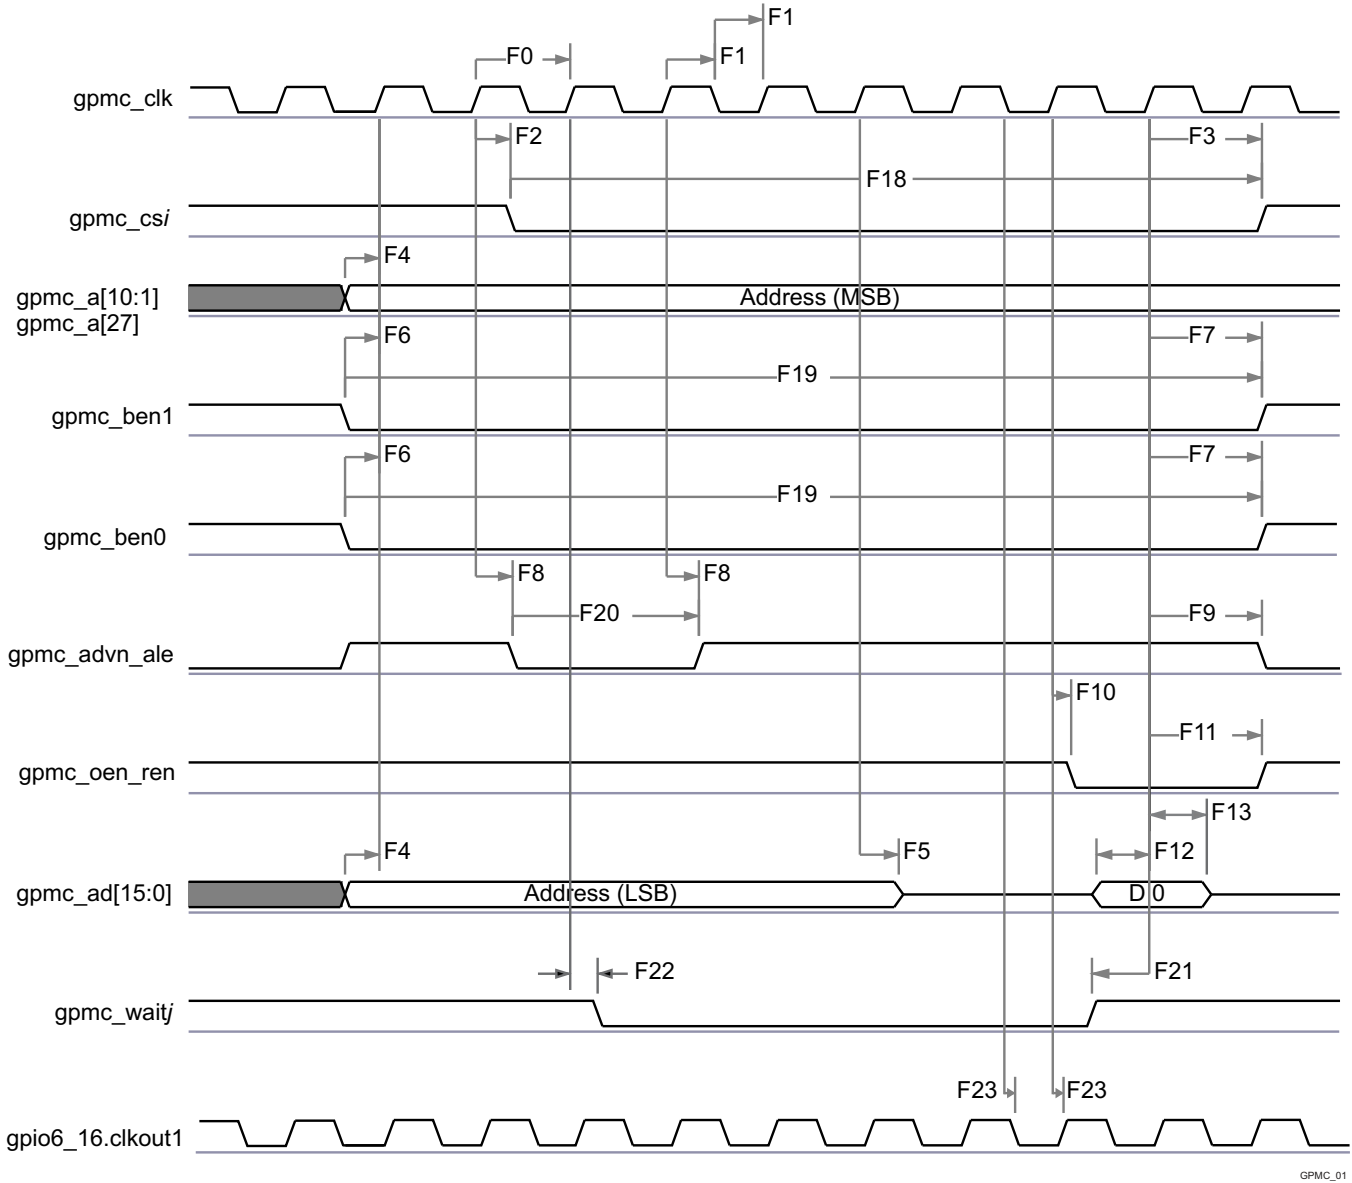 F1
F0
F1
gpmc_clk
F2
F3
F18
gpmc_csi
F4
gpmc_a[10:1]
Address (MSB)
gpmc_a[27]
F6
F7
F19
gpmc_ben1
F6
F7
F19
gpmc_ben0
F8
F8
F20
F9
gpmc_advn_ale
F10
F11
gpmc_oen_ren
F13
F4
F5
F12
gpmc_ad[15:0]
Address (LSB)
D 0
F22
F21
gpmc_waitj
F23
F23
gpio6_16.clkout1
GPMC_01